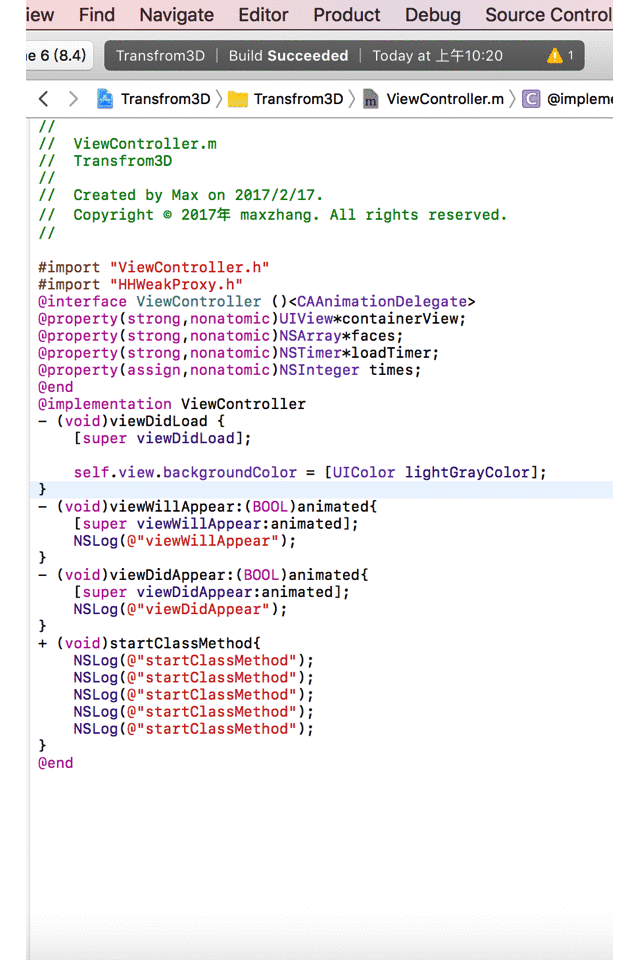 iew Find Navigate Editor Product Debug Source Control
ne 6 (8.4) Transfrom3D | Build Succeeded | Today at 上午10:20 1
Transfrom3D Transfrom3D m ViewController.m C @impleme
//
// ViewController.m
// Transfrom3D
//
// Created by Max on 2017/2/17.
// Copyright © 2017年 maxzhang. All rights reserved.
//
#import "ViewController.h"
#import "HHWeakProxy.h"
@interface ViewController ()<CAAnimationDelegate>
@property(strong,nonatomic)UIView*containerView;
@property(strong,nonatomic)NSArray*faces;
@property(strong,nonatomic)NSTimer*loadTimer;
@property(assign,nonatomic)NSInteger times;
@end
@implementation ViewController
- (void)viewDidLoad {
[super viewDidLoad];
self.view.backgroundColor = [UIColor lightGrayColor];
}
- (void)viewWillAppear:(BOOL)animated{
[super viewWillAppear:animated];
NSLog(@"viewWillAppear");
}
- (void)viewDidAppear:(BOOL)animated{
[super viewDidAppear:animated];
NSLog(@"viewDidAppear");
}
+ (void)startClassMethod{
NSLog(@"startClassMethod");
NSLog(@"startClassMethod");
NSLog(@"startClassMethod");
NSLog(@"startClassMethod");
NSLog(@"startClassMethod");
}
@end